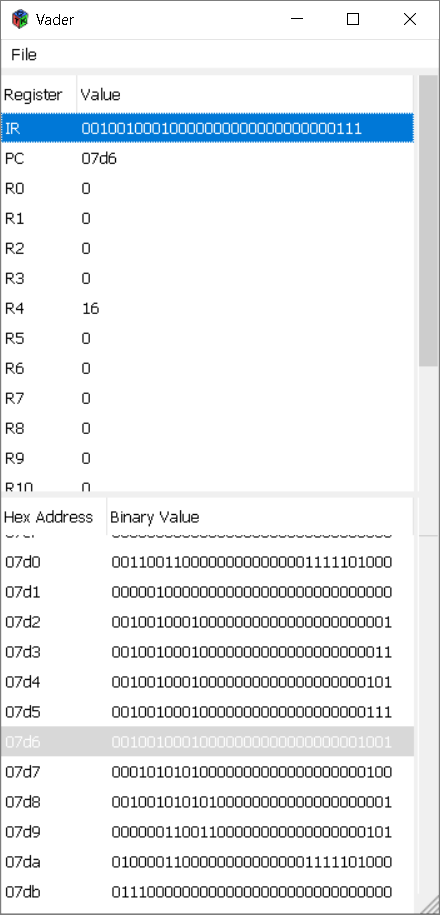 Vader
File
Register Value
IR 00100100010000000000000000000111
PC 07d6
R0 0
R1 0
R2 0
R3 0
R4 16
R5 0
R6 0
R7 0
R8 0
R9 0
R10 0
Hex Address Binary Value
07d0 00110011000000000000001111101000
07d1 00000100000000000000000000000000
07d2 00100100010000000000000000000001
07d3 00100100010000000000000000000011
07d4 00100100010000000000000000000101
07d5 00100100010000000000000000000111
07d6 00100100010000000000000000001001
07d7 00010101010000000000000000000100
07d8 00100101010100000000000000000001
07d9 00000011001100000000000000000101
07da 01000011000000000000001111101000
07db 01110000000000000000000000000000